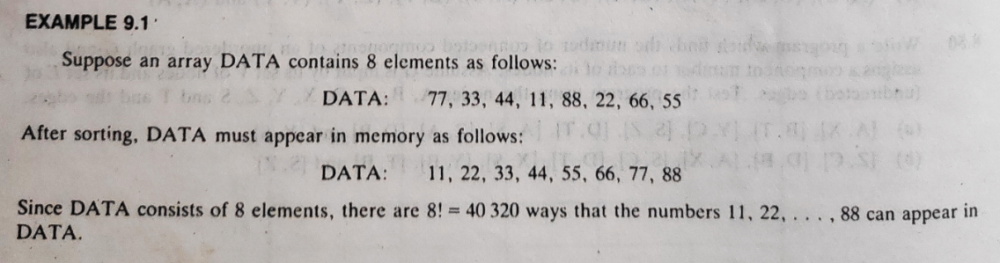 EXAMPLE 9.1
Suppose an array DATA contains 8 elements as follows:
DATA: 77, 33, 44, 11, 88, 22, 66, 55
After sorting, DATA must appear in memory as follows:
DATA: 11, 22, 33, 44, 55, 66, 77, 88
Since DATA consists of 8 elements, there are 8! = 40 320 ways that the numbers 11, 22, . . . , 88 can appear in
DATA.